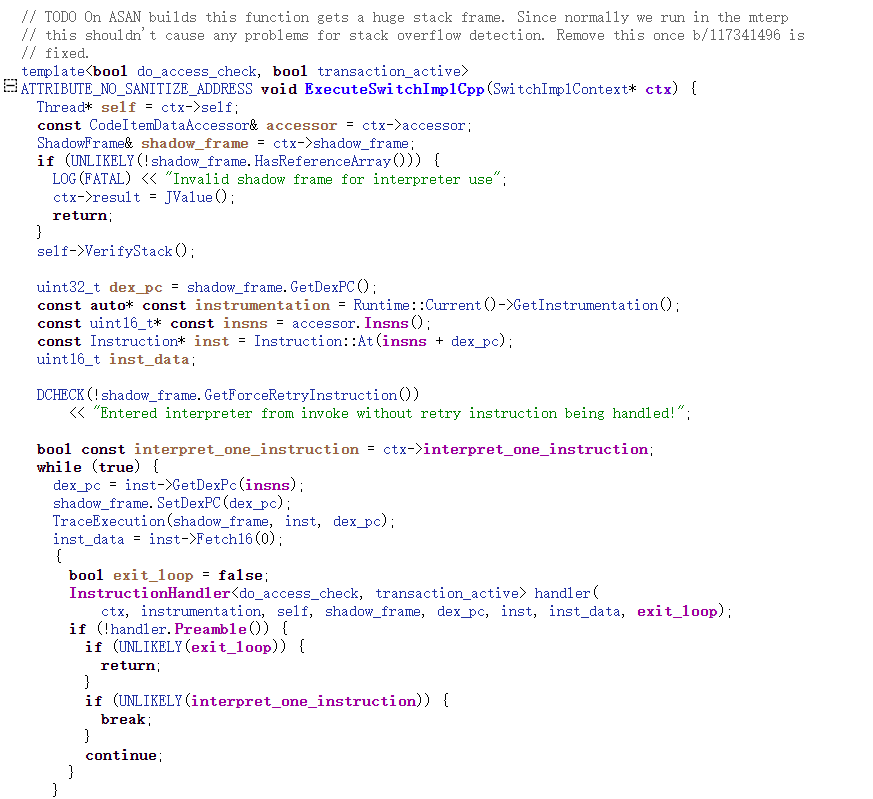 // TODO On ASAN builds this function gets a huge stack frame. Since normally we run in the mterp
// this shouldn't cause any problems for stack overflow detection. Remove this once b/117341496 is
// fixed.
template<bool do_access_check, bool transaction_active>
ATTRIBUTE_NO_SANITIZE_ADDRESS void ExecuteSwitchImplCpp(SwitchImplContext* ctx) {
  Thread* self = ctx->self;
  const CodeItemDataAccessor& accessor = ctx->accessor;
  ShadowFrame& shadow_frame = ctx->shadow_frame;
  if (UNLIKELY(!shadow_frame.HasReferenceArray())) {
    LOG(FATAL) << "Invalid shadow frame for interpreter use";
    ctx->result = JValue();
    return;
  }
  self->VerifyStack();

  uint32_t dex_pc = shadow_frame.GetDexPC();
  const auto* const instrumentation = Runtime::Current()->GetInstrumentation();
  const uint16_t* const insns = accessor.Insns();
  const Instruction* inst = Instruction::At(insns + dex_pc);
  uint16_t inst_data;

  DCHECK(!shadow_frame.GetForceRetryInstruction())
      << "Entered interpreter from invoke without retry instruction being handled!";

  bool const interpret_one_instruction = ctx->interpret_one_instruction;
  while (true) {
    dex_pc = inst->GetDexPc(insns);
    shadow_frame.SetDexPC(dex_pc);
    TraceExecution(shadow_frame, inst, dex_pc);
    inst_data = inst->Fetch16(0);
    {
      bool exit_loop = false;
      InstructionHandler<do_access_check, transaction_active> handler(
          ctx, instrumentation, self, shadow_frame, dex_pc, inst, inst_data, exit_loop);
      if (!handler.Preamble()) {
        if (UNLIKELY(exit_loop)) {
          return;
        }
        if (UNLIKELY(interpret_one_instruction)) {
          break;
        }
        continue;
      }
    }